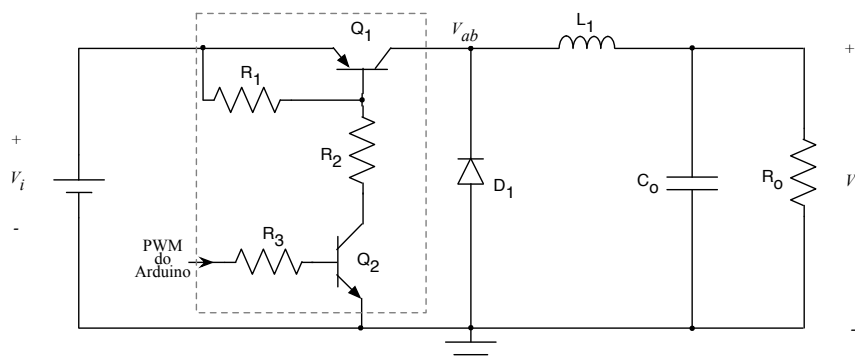 Q1
Vab
L1
+
R1
+
Vi
-
R2
D1
Co
Ro
V
PWM
do
Arduino
R3
Q2
-